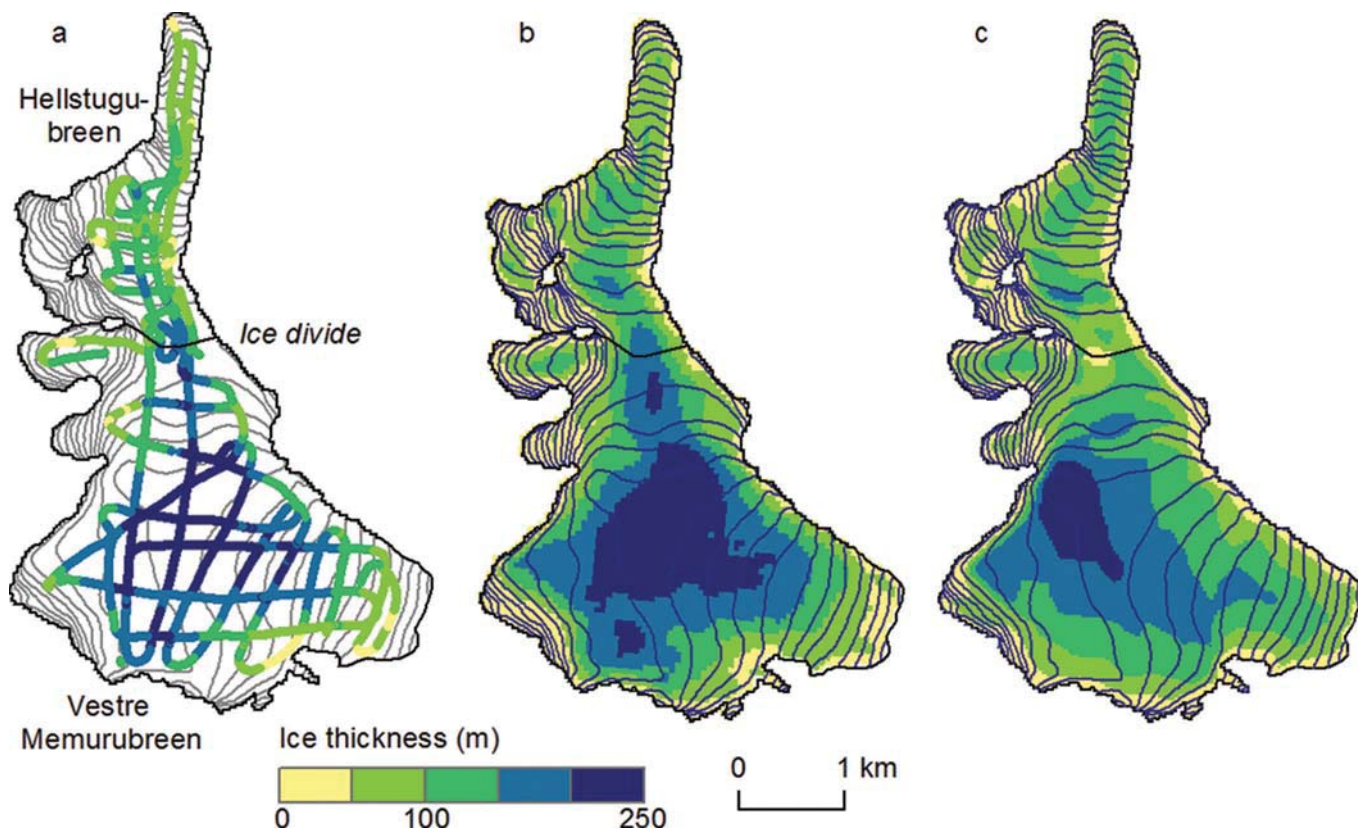 a
b
c
Hellstugu-
breen
Ice divide
Vestre
Memurubreen
Ice thickness (m)
0 100 250
0 1 km